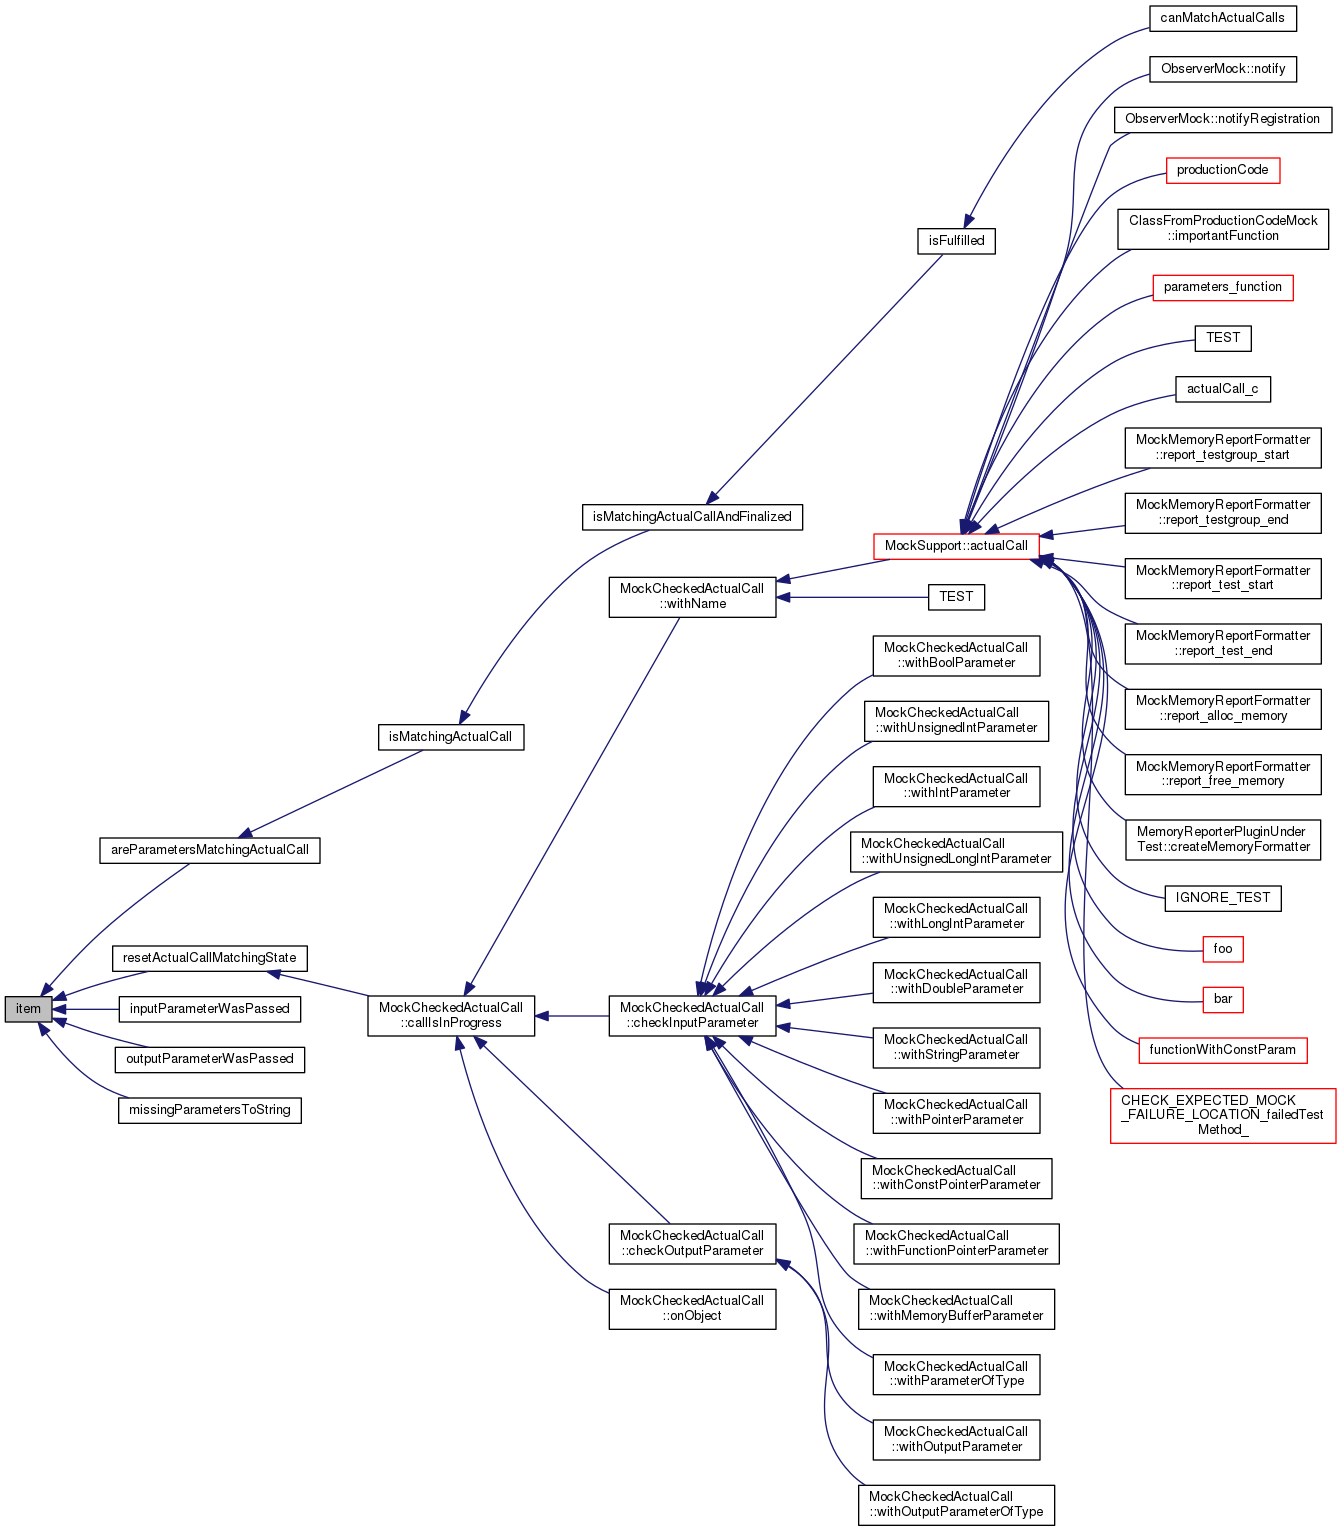 canMatchActualCalls
ObserverMock::notify
ObserverMock::notifyRegistration
productionCode
ClassFromProductionCodeMock
::importantFunction
isFulfilled
parameters_function
TEST
actualCall_c
MockMemoryReportFormatter
::report_testgroup_start
MockMemoryReportFormatter
::report_testgroup_end
isMatchingActualCallAndFinalized
MockSupport::actualCall
MockMemoryReportFormatter
::report_test_start
MockCheckedActualCall
::withName
TEST
MockMemoryReportFormatter
::report_test_end
MockCheckedActualCall
::withBoolParameter
MockMemoryReportFormatter
::report_alloc_memory
MockCheckedActualCall
::withUnsignedIntParameter
isMatchingActualCall
MockMemoryReportFormatter
::report_free_memory
MockCheckedActualCall
::withIntParameter
MemoryReporterPluginUnder
Test::createMemoryFormatter
areParametersMatchingActualCall
MockCheckedActualCall
::withUnsignedLongIntParameter
IGNORE_TEST
MockCheckedActualCall
::withLongIntParameter
foo
resetActualCallMatchingState
MockCheckedActualCall
::withDoubleParameter
bar
item
inputParameterWasPassed
MockCheckedActualCall
::callIsInProgress
MockCheckedActualCall
::checkInputParameter
MockCheckedActualCall
::withStringParameter
functionWithConstParam
outputParameterWasPassed
MockCheckedActualCall
::withPointerParameter
CHECK_EXPECTED_MOCK
_FAILURE_LOCATION_failedTest
Method_
missingParametersToString
MockCheckedActualCall
::withConstPointerParameter
MockCheckedActualCall
::checkOutputParameter
MockCheckedActualCall
::withFunctionPointerParameter
MockCheckedActualCall
::onObject
MockCheckedActualCall
::withMemoryBufferParameter
MockCheckedActualCall
::withParameterOfType
MockCheckedActualCall
::withOutputParameter
MockCheckedActualCall
::withOutputParameterOfType